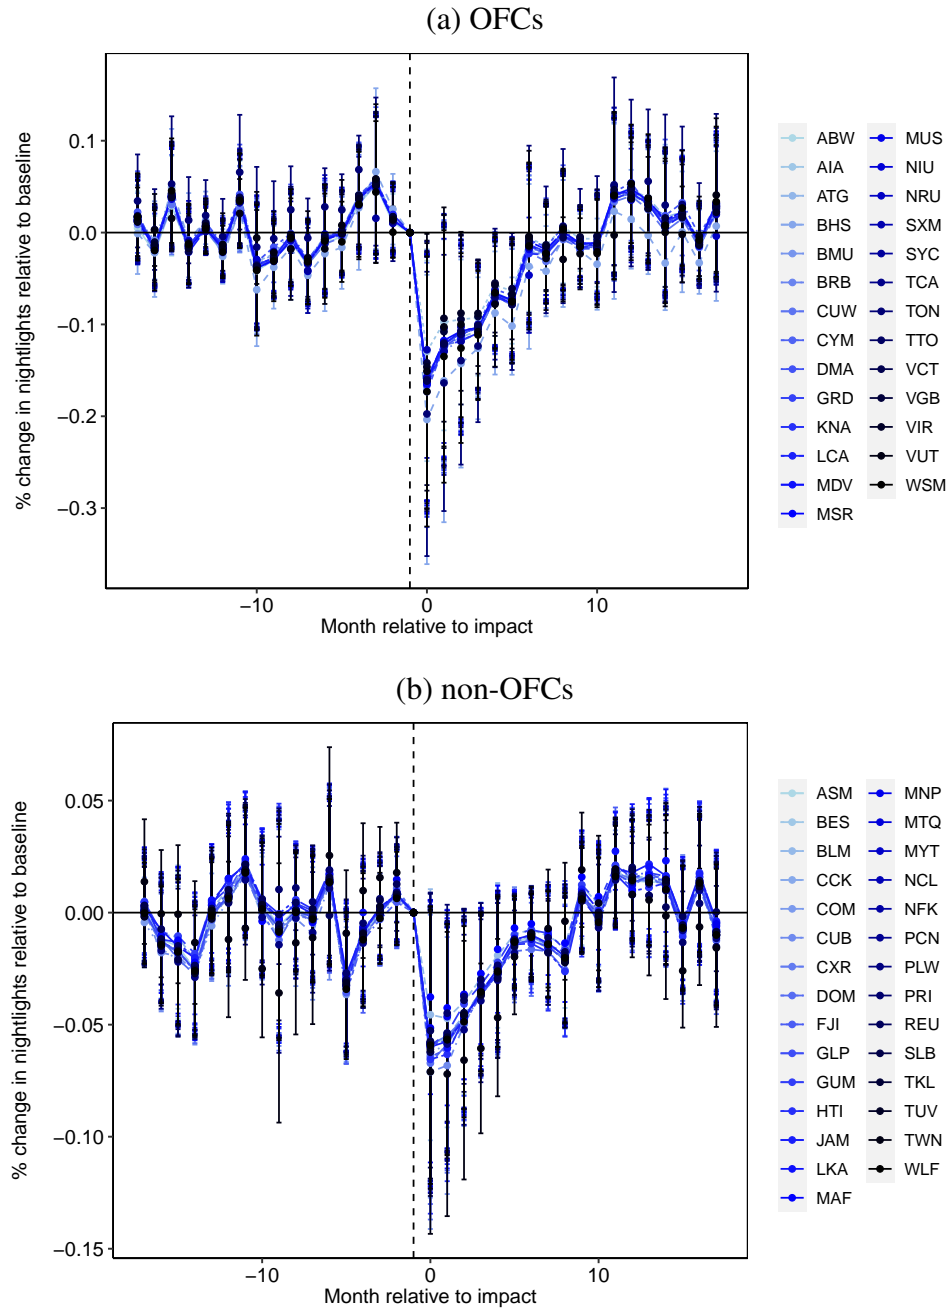 (a) OFCs
% change in nightlights relative to baseline
0.1
0.0
−0.1
−0.2
−0.3
−10
0
10
Month relative to impact
ABW
AIA
ATG
BHS
BMU
BRB
CUW
CYM
DMA
GRD
KNA
LCA
MDV
MSR
MUS
NIU
NRU
SXM
SYC
TCA
TON
TTO
VCT
VGB
VIR
VUT
WSM
(b) non-OFCs
% change in nightlights relative to baseline
0.05
0.00
−0.05
−0.10
−0.15
−10
0
10
Month relative to impact
ASM
BES
BLM
CCK
COM
CUB
CXR
DOM
FJI
GLP
GUM
HTI
JAM
LKA
MAF
MNP
MTQ
MYT
NCL
NFK
PCN
PLW
PRI
REU
SLB
TKL
TUV
TWN
WLF